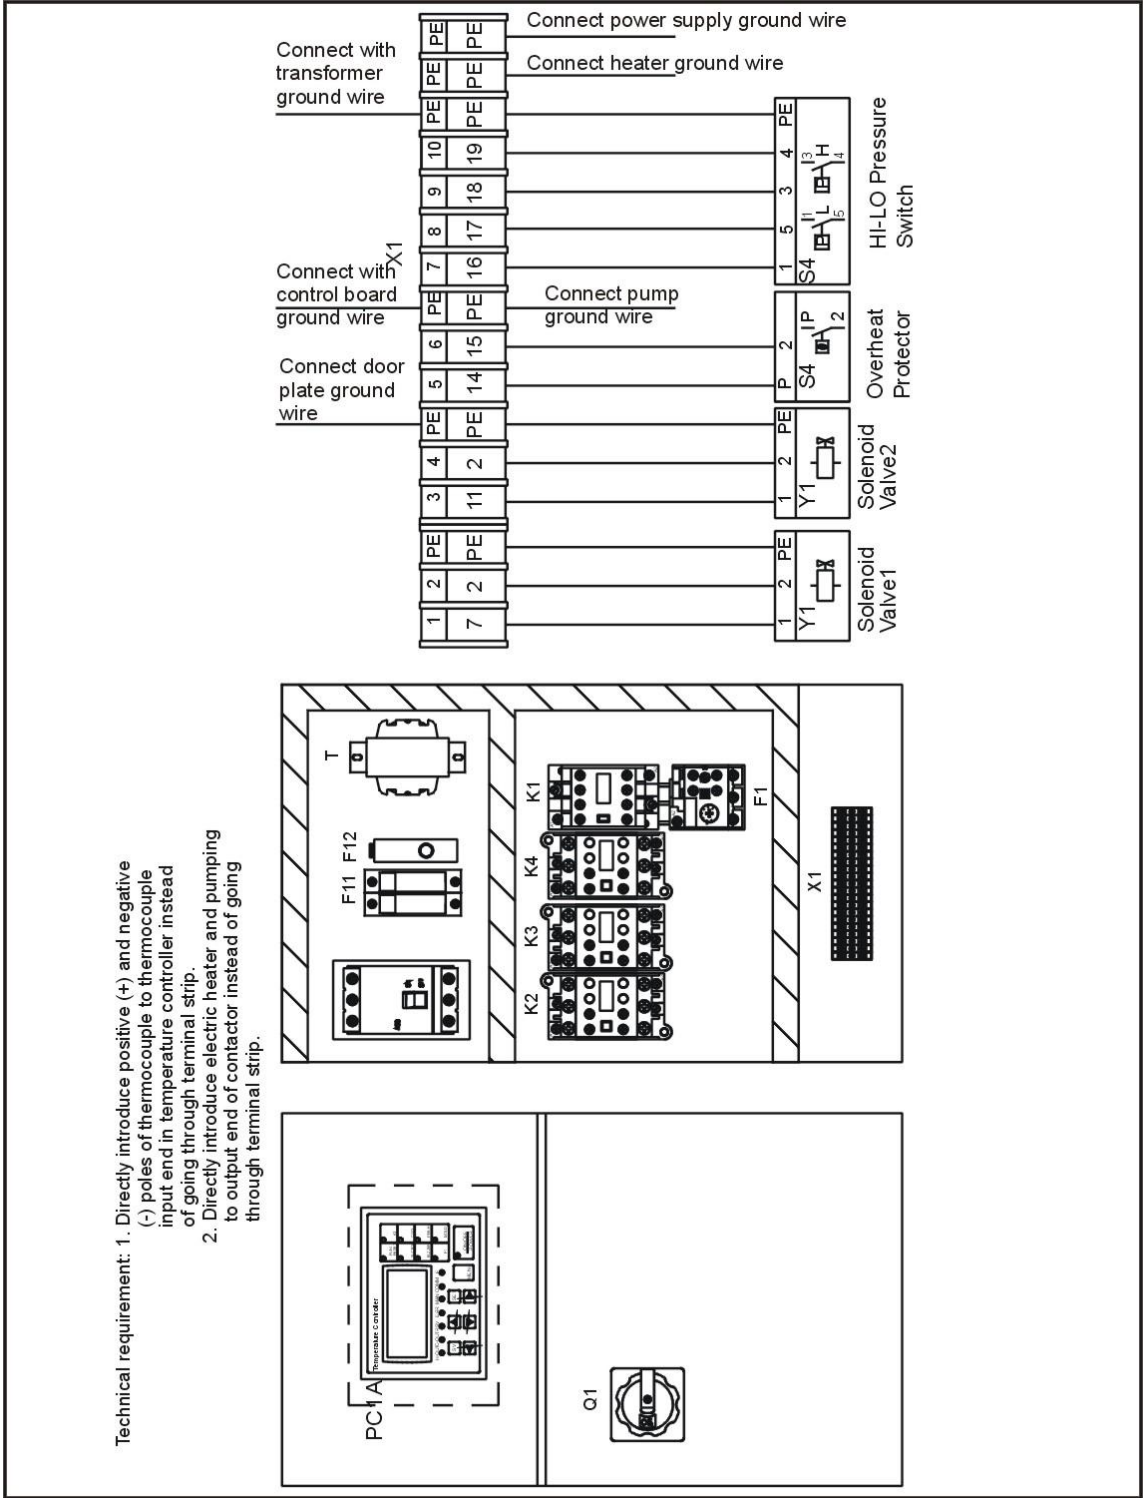 Connect power supply ground wire
Connect heater ground wire
Connect with
transformer
ground wire
Connect with
control board
ground wire
Connect pump
ground wire
Connect door
plate ground
wire
X1
PE PE
PE PE
PE PE
10 19
9 18
8 17
7 16
PE PE
6 15
5 14
PE PE
4 2
3 11
PE PE
2 2
1 7
PE
4
3
5
1
S4
3
H
4
1
L
5
HI-LO Pressure
Switch
2
P
S4
P
2
Overheat
Protector
PE
2
1
Y1
Solenoid
Valve2
PE
2
1
Y1
Solenoid
Valve1
T
F12
F11
K1
F1
K4
K3
K2
X1
Technical requirement: 1. Directly introduce positive (+) and negative
(-) poles of thermocouple to thermocouple
input end in temperature controller instead
of going through terminal strip.
2. Directly introduce electric heater and pumping
to output end of contactor instead of going
through terminal strip.
Temperature Controller
PC1A
Q1